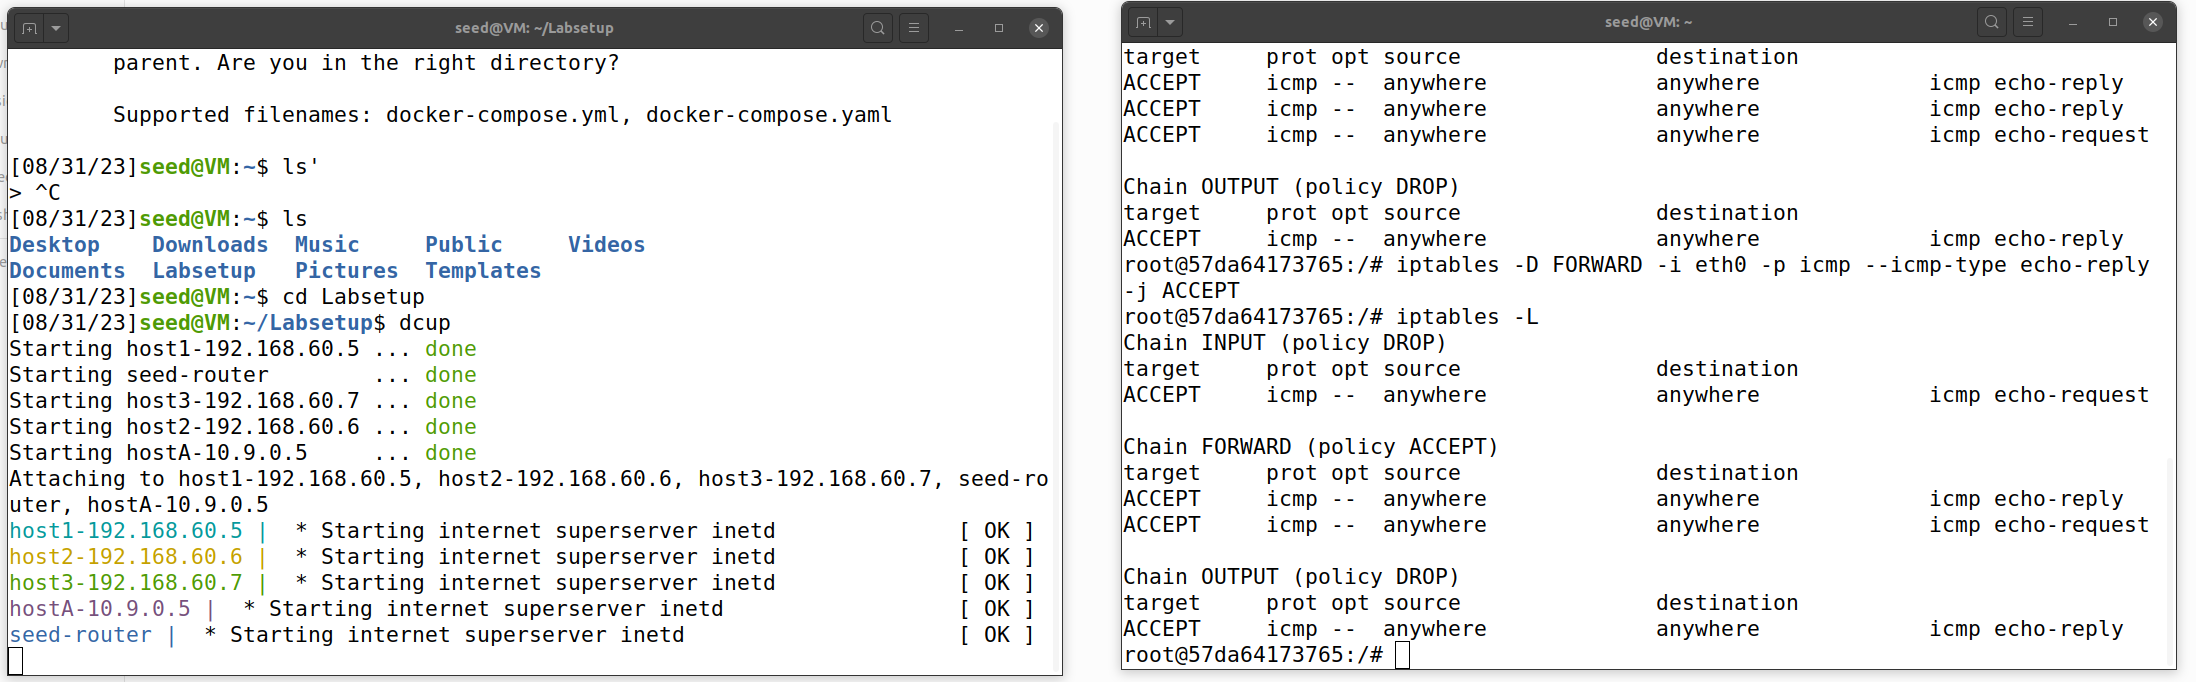 seed@VM: ~/Labsetup
parent. Are you in the right directory?
Supported filenames: docker-compose.yml, docker-compose.yaml
[08/31/23]seed@VM:~$ ls'
> ^C
[08/31/23]seed@VM:~$ ls
Desktop    Downloads  Music     Public     Videos
Documents  Labsetup   Pictures  Templates
[08/31/23]seed@VM:~$ cd Labsetup
[08/31/23]seed@VM:~/Labsetup$ dcup
Starting host1-192.168.60.5 ... done
Starting seed-router        ... done
Starting host3-192.168.60.7 ... done
Starting host2-192.168.60.6 ... done
Starting hostA-10.9.0.5     ... done
Attaching to host1-192.168.60.5, host2-192.168.60.6, host3-192.168.60.7, seed-ro
uter, hostA-10.9.0.5
host1-192.168.60.5 |  * Starting internet superserver inetd              [ OK ]
host2-192.168.60.6 |  * Starting internet superserver inetd              [ OK ]
host3-192.168.60.7 |  * Starting internet superserver inetd              [ OK ]
hostA-10.9.0.5 |  * Starting internet superserver inetd                  [ OK ]
seed-router |  * Starting internet superserver inetd                     [ OK ]
seed@VM: ~
target     prot opt source               destination
ACCEPT     icmp --  anywhere             anywhere             icmp echo-reply
ACCEPT     icmp --  anywhere             anywhere             icmp echo-reply
ACCEPT     icmp --  anywhere             anywhere             icmp echo-request
Chain OUTPUT (policy DROP)
target     prot opt source               destination
ACCEPT     icmp --  anywhere             anywhere             icmp echo-reply
root@57da64173765:/# iptables -D FORWARD -i eth0 -p icmp --icmp-type echo-reply
-j ACCEPT
root@57da64173765:/# iptables -L
Chain INPUT (policy DROP)
target     prot opt source               destination
ACCEPT     icmp --  anywhere             anywhere             icmp echo-request
Chain FORWARD (policy ACCEPT)
target     prot opt source               destination
ACCEPT     icmp --  anywhere             anywhere             icmp echo-reply
ACCEPT     icmp --  anywhere             anywhere             icmp echo-request
Chain OUTPUT (policy DROP)
target     prot opt source               destination
ACCEPT     icmp --  anywhere             anywhere             icmp echo-reply
root@57da64173765:/#